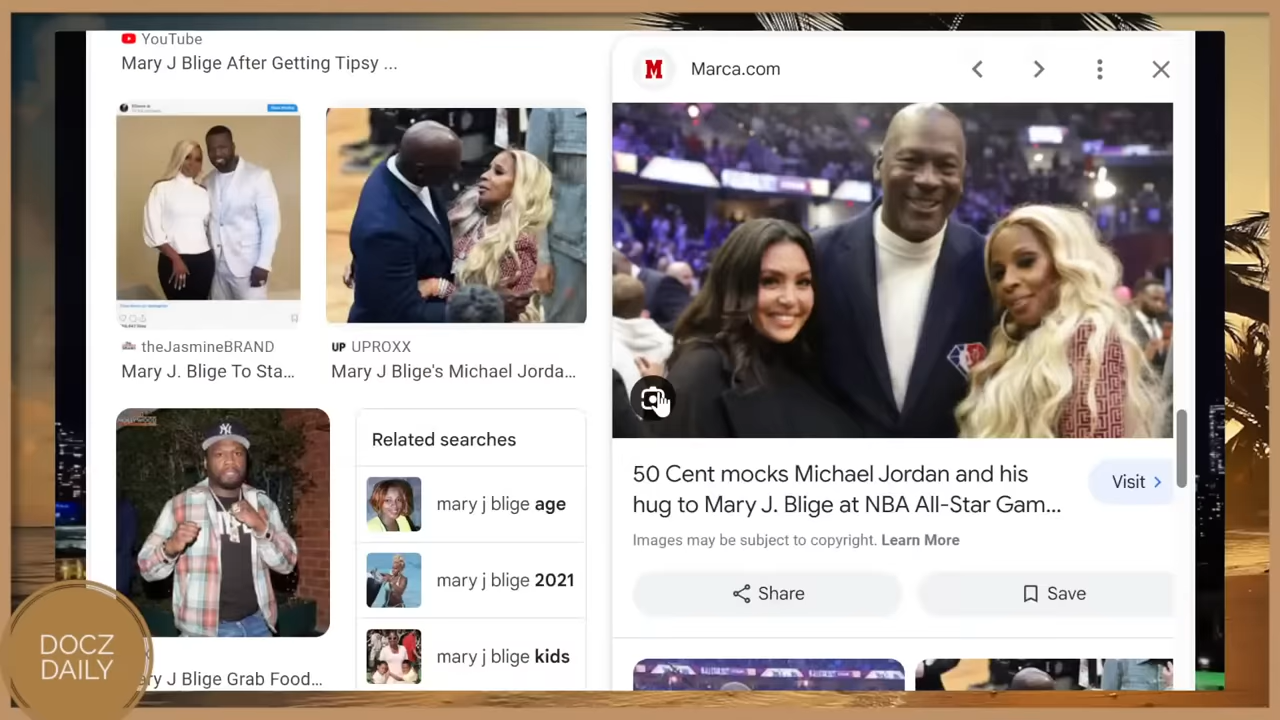 YouTube
Mary J Blige After Getting Tipsy ...
theJasmineBRAND
Mary J. Blige To Sta...
UP UPROXX
Mary J Blige's Michael Jorda...
Related searches
mary j blige age
mary j blige 2021
mary j blige kids
ry J Blige Grab Food...
DOCZ
DAILY
M Marca.com
50 Cent mocks Michael Jordan and his
hug to Mary J. Blige at NBA All-Star Gam...
Visit
Images may be subject to copyright. Learn More
Share
Save